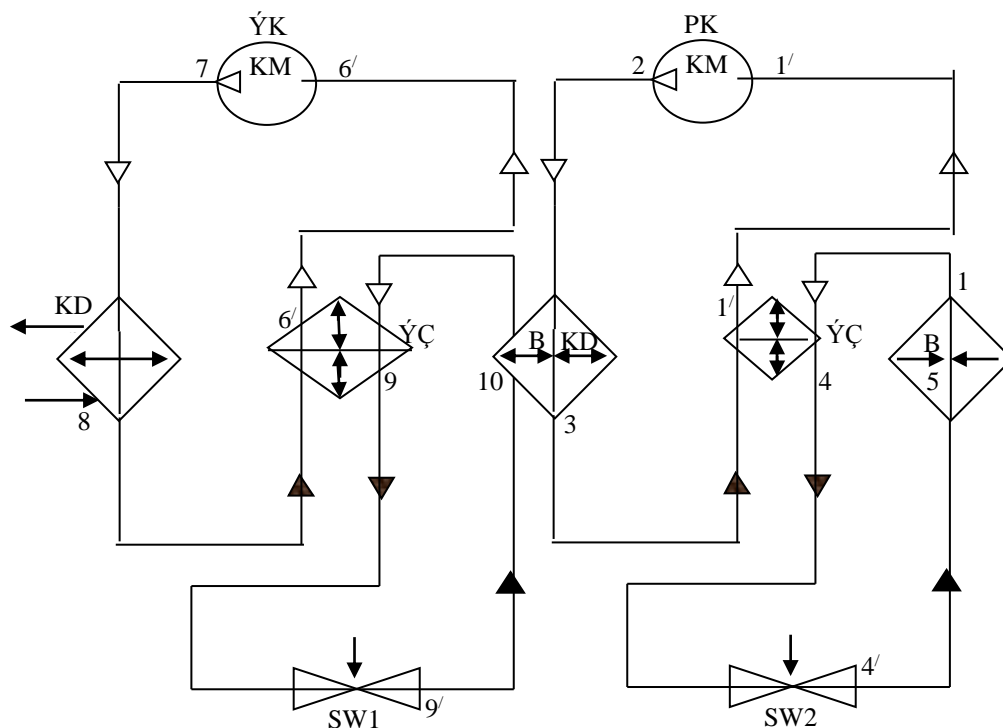 ÝK PK
7 KM 6/ 2 KM 1/
KD 6/ ÝÇ B KD 1/ ÝÇ 1 B
8 9 10 3 4 5
SW1 9/ SW2 4/